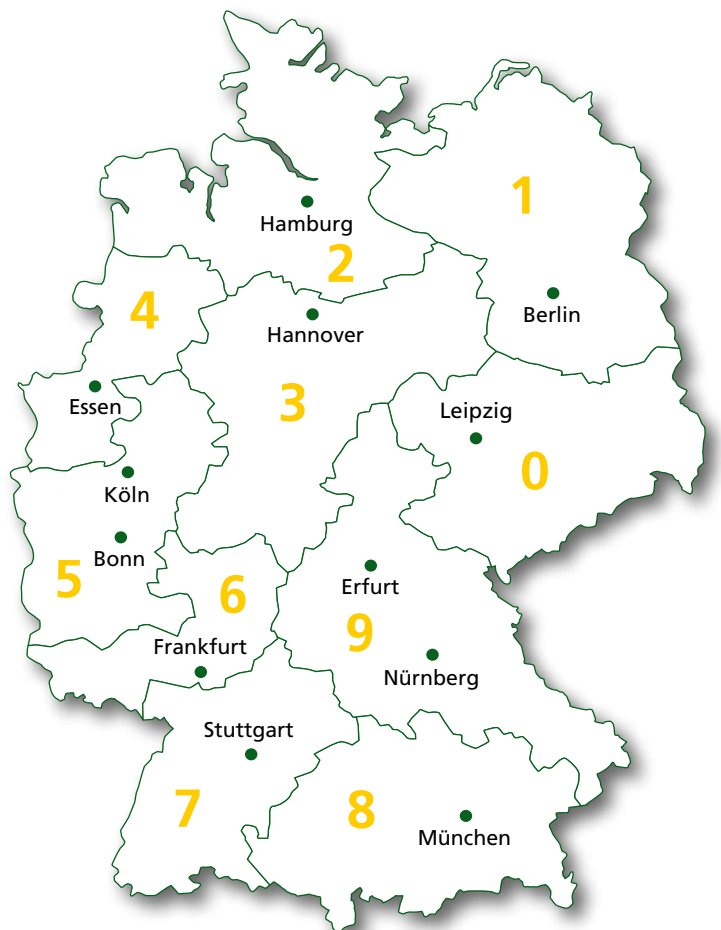 1
Hamburg
2
Berlin
4
Hannover
Essen
3
Leipzig
0
Köln
Bonn
5
Erfurt
6
9
Frankfurt
Nürnberg
Stuttgart
7
8
München